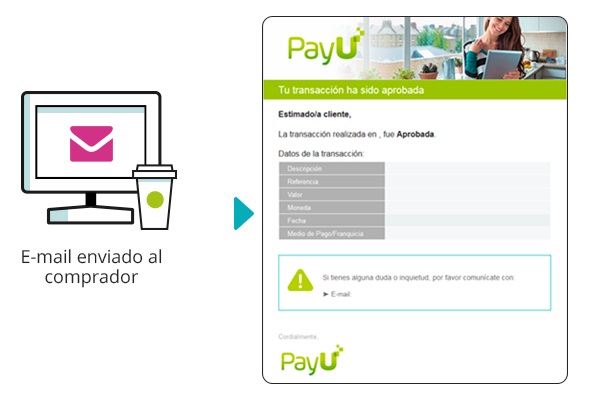 E-mail enviado al
comprador
PayU
Tu transacción ha sido aprobada
Estimado/a cliente,
La transacción realizada en , fue Aprobada.
Datos de la transacción:
Descripción
Referencia
Valor
Moneda
Fecha
Medio de Pago/Franquicia
Si tienes alguna duda o inquietud, por favor comunícate con:
➤ E-mail
Cordialmente,
PayU